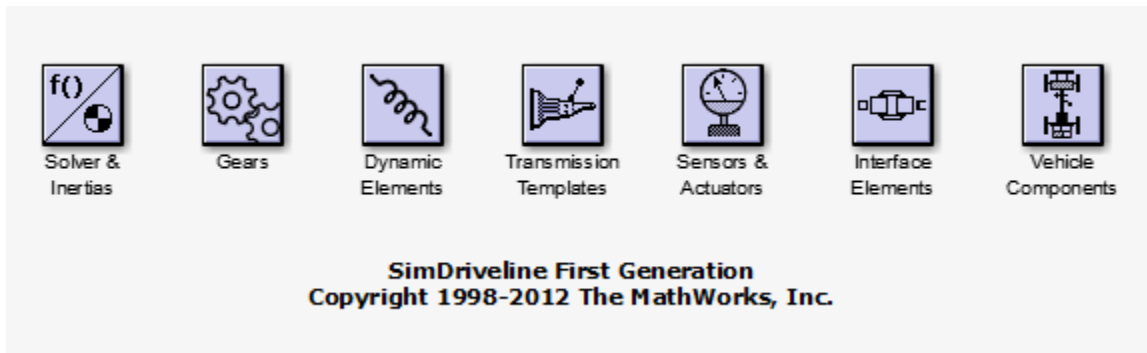 f()
Solver &
Inertias
Gears
Dynamic
Elements
Transmission
Templates
Sensors &
Actuators
Interface
Elements
Vehicle
Components
SimDriveline First Generation
Copyright 1998-2012 The MathWorks, Inc.